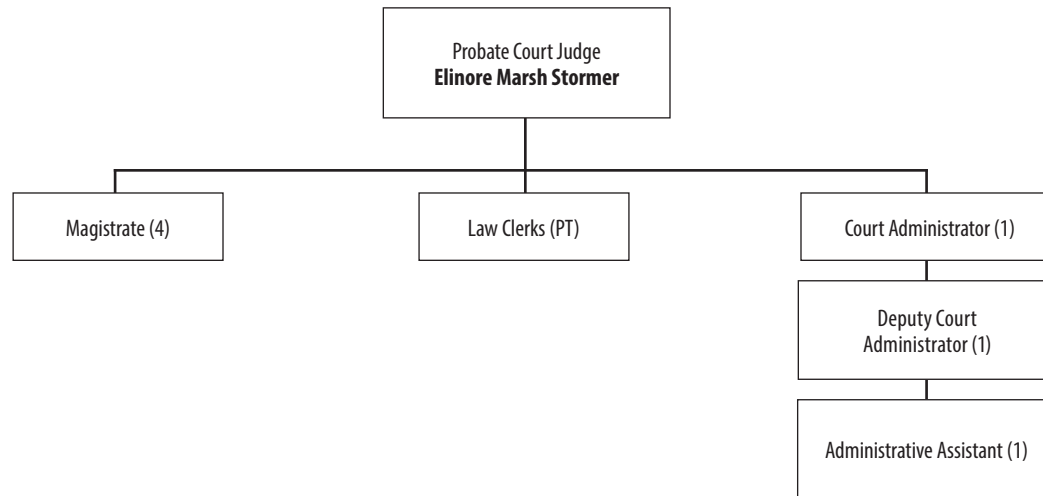 Probate Court Judge
Elinore Marsh Stormer
Magistrate (4)
Law Clerks (PT)
Court Administrator (1)
Deputy Court
Administrator (1)
Administrative Assistant (1)